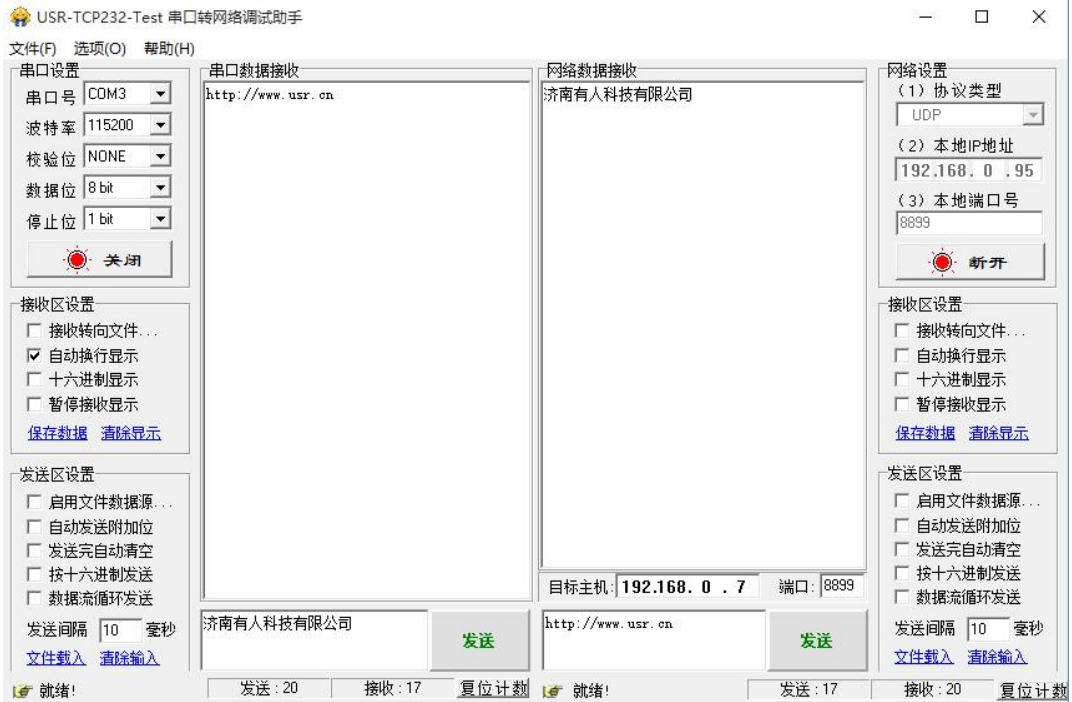 USR-TCP232-Test 串口转网络调试助手
文件(F) 选项(O) 帮助(H)
串口设置
串口号 COM3
波特率 115200
校验位 NONE
数据位 8 bit
停止位 1 bit
关闭
接收区设置
接收转向文件...
自动换行显示
十六进制显示
暂停接收显示
保存数据 清除显示
发送区设置
启用文件数据源...
自动发送附加位
发送完自动清空
按十六进制发送
数据流循环发送
发送间隔 10 毫秒
文件载入 清除输入
串口数据接收
http://www.usr.cn
济南有人科技有限公司
发送
网络数据接收
济南有人科技有限公司
目标主机: 192.168. 0 . 7 端口: 8899
http://www.usr.cn
发送
网络设置
(1) 协议类型
UDP
(2) 本地IP地址
192.168. 0 .95
(3) 本地端口号
8899
断开
接收区设置
接收转向文件...
自动换行显示
十六进制显示
暂停接收显示
保存数据 清除显示
发送区设置
启用文件数据源...
自动发送附加位
发送完自动清空
按十六进制发送
数据流循环发送
发送间隔 10 毫秒
文件载入 清除输入
就绪! 发送:20 接收:17 复位计数
就绪! 发送:17 接收:20 复位计数